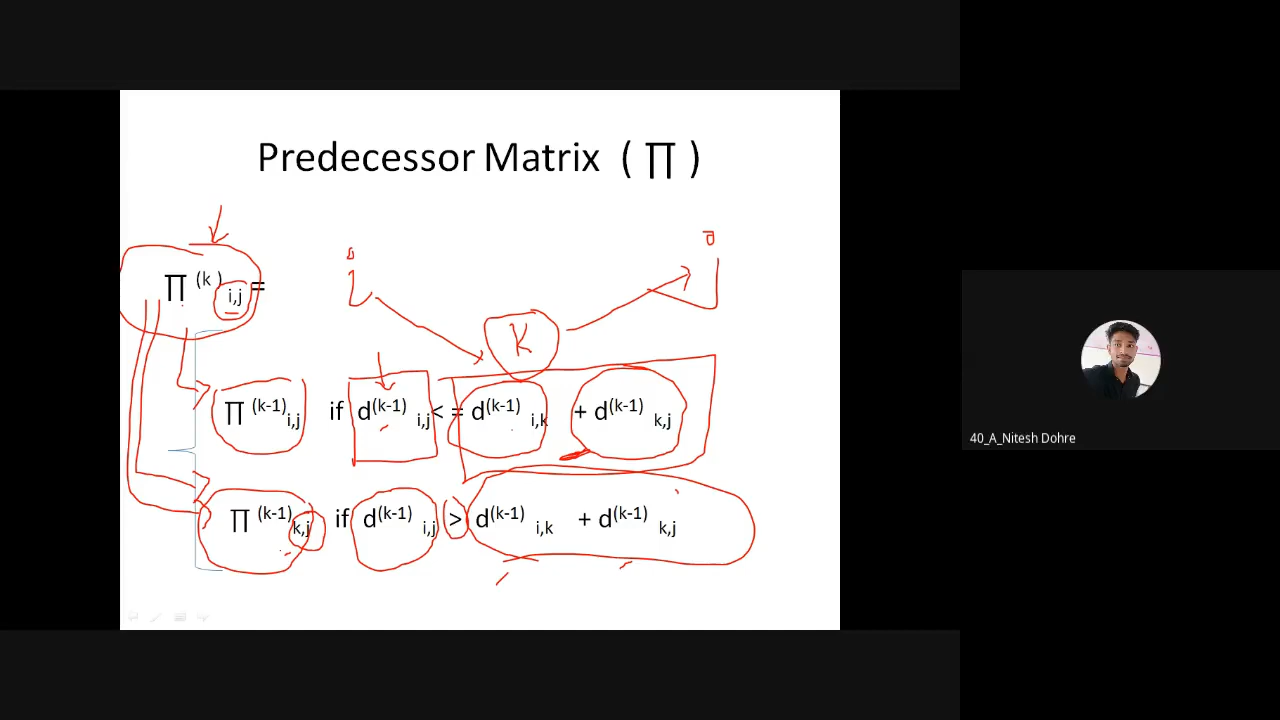 Predecessor Matrix ( ∏ )
∏ (k) i,j =
i
j
K
∏ (k-1) i,j if d(k-1) i,j < = d(k-1) i,k + d(k-1) k,j
∏ (k-1) k,j if d(k-1) i,j > d(k-1) i,k + d(k-1) k,j
40_A_Nitesh Dohre